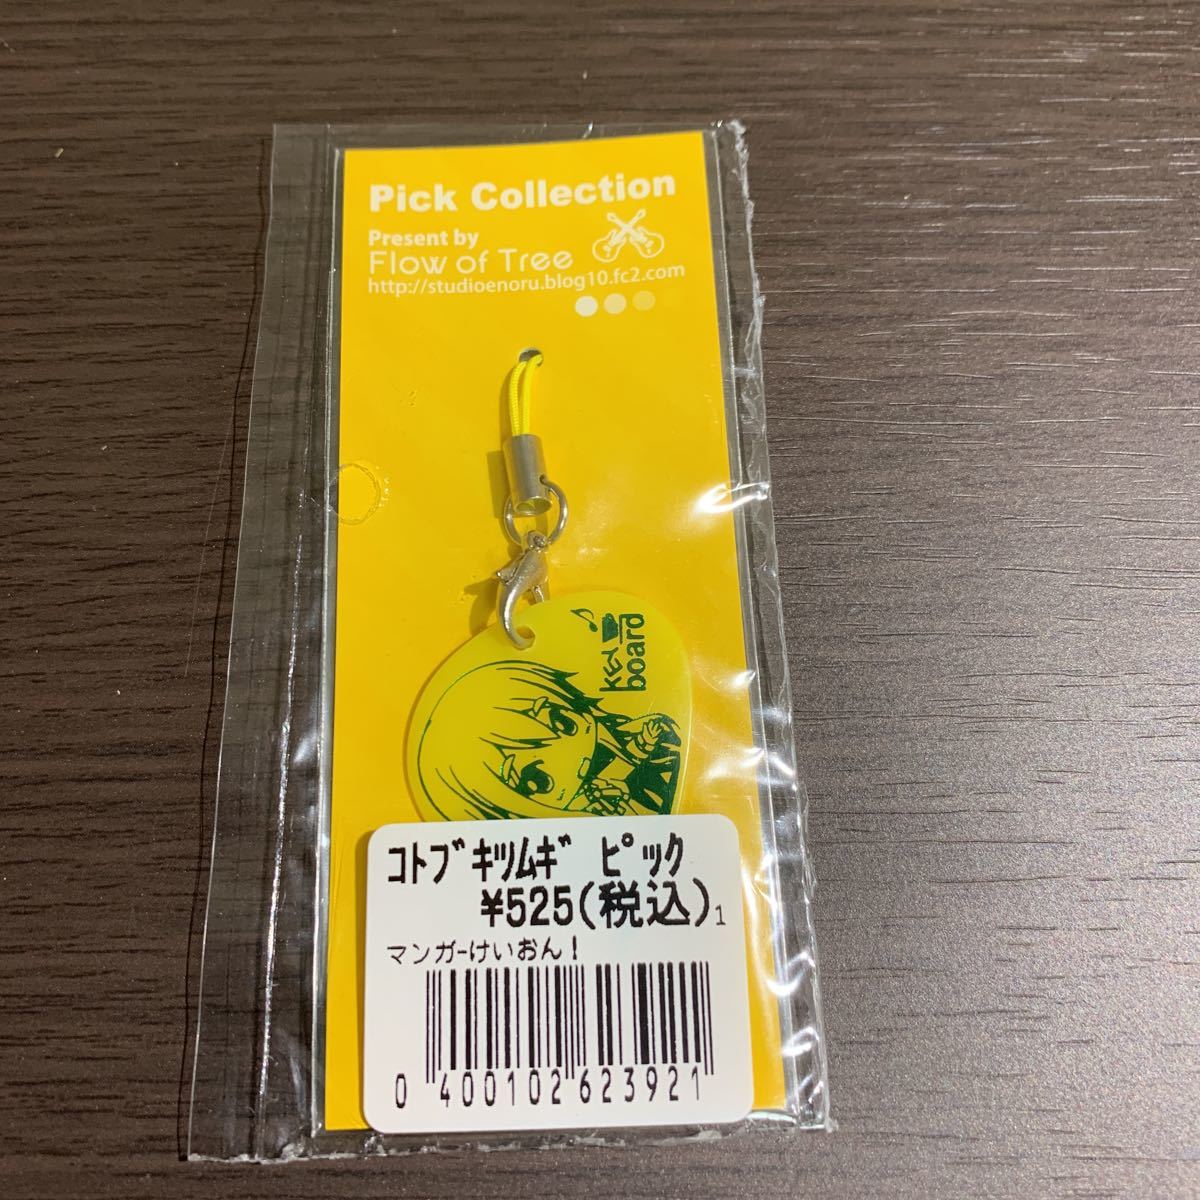 Pick Collection
Present by
Flow of Tree
http://studioenoru.blog10.fc2.com
key
board
ｺﾄﾌﾞｷﾂﾑｷﾞ ﾋﾟｯｸ
¥525(税込)1
マンガｰけいおん!
0 400102 623921